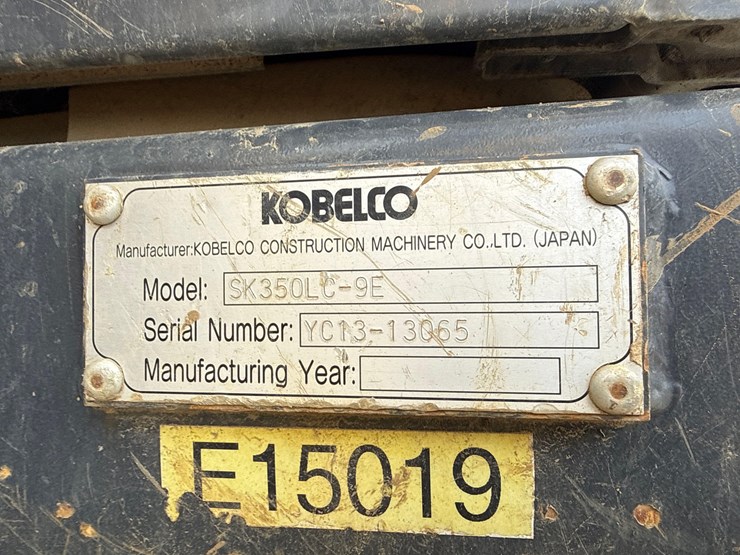 KOBELCO
Manufacturer:KOBELCO CONSTRUCTION MACHINERY CO.,LTD. (JAPAN)
Model: SK350LC-9E
Serial Number: YC13-13065
Manufacturing Year:
E15019